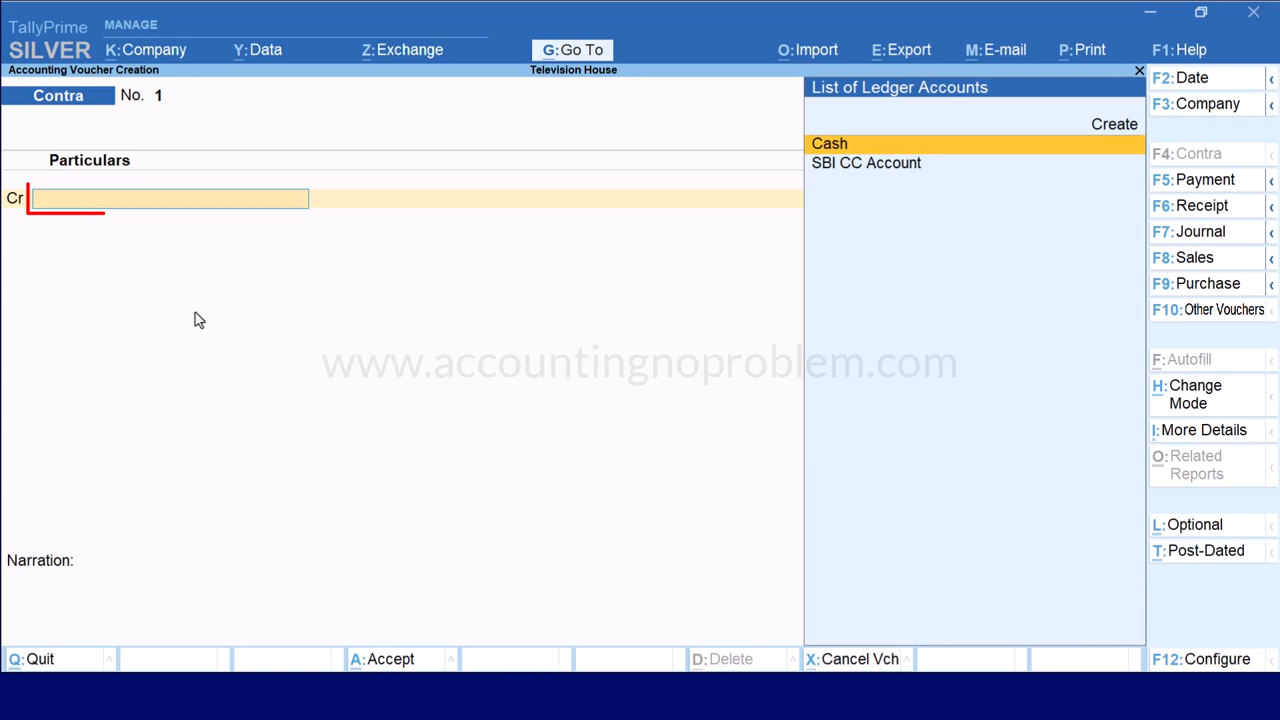 TallyPrime
MANAGE
SILVER
K:Company
Y:Data
Z:Exchange
G:Go To
O:Import
E:Export
M:E-mail
P:Print
F1:Help
Accounting Voucher Creation
Television House
Contra
No. 1
Particulars
Cr
List of Ledger Accounts
Create
Cash
SBI CC Account
F2:Date
F3:Company
F4:Contra
F5:Payment
F6:Receipt
F7:Journal
F8:Sales
F9:Purchase
F10:Other Vouchers
F:Autofill
H:Change
Mode
I:More Details
O:Related
Reports
L:Optional
T:Post-Dated
www.accountingnoproblem.com
Narration:
Q:Quit
A:Accept
D:Delete
X:Cancel Vch
F12:Configure